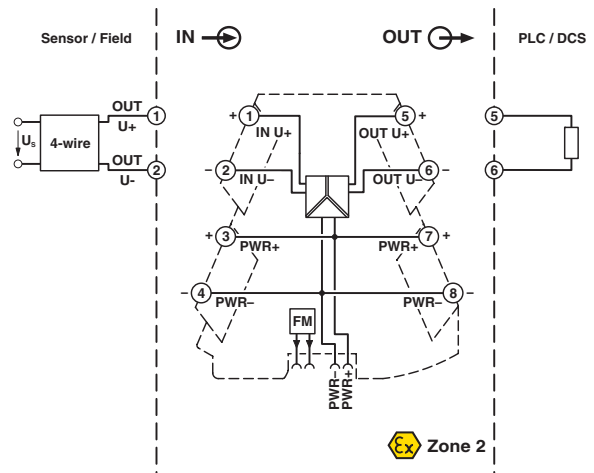 Sensor / Field
IN
OUT
PLC / DCS
OUT
U+
1
Us
4-wire
OUT
U-
2
+ 1
IN U+
5 +
OUT U+
5
- 2
IN U-
6 -
OUT U-
6
+ 3
PWR+
7 +
PWR+
- 4
PWR-
8 -
PWR-
FM
PWR-
PWR+
Ex
Zone 2